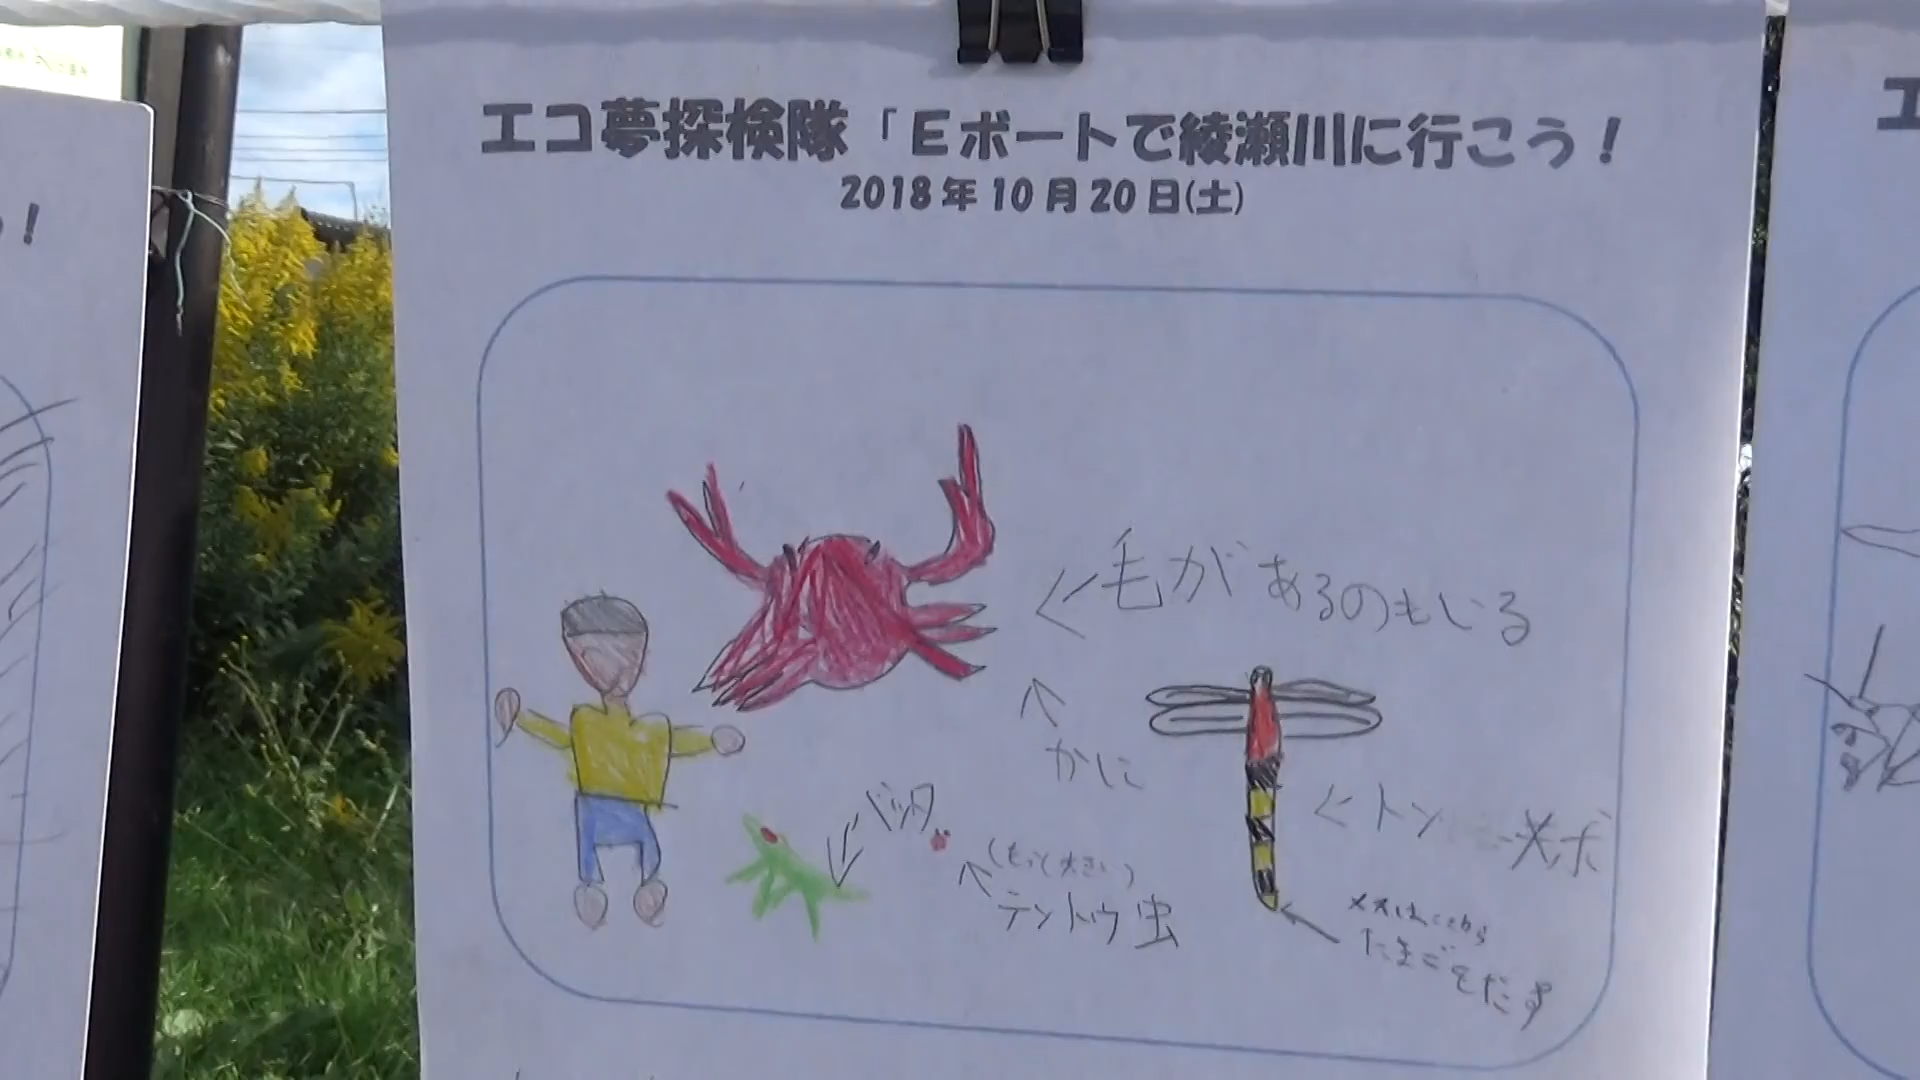 エコ夢探検隊「Eボートで綾瀬川に行こう！
2018年10月20日(土)
毛があるのもいる
かに
バッタ
(もっと大きい)
テントウ虫
トンボ
メスはここから
たまごをだす
！
エ